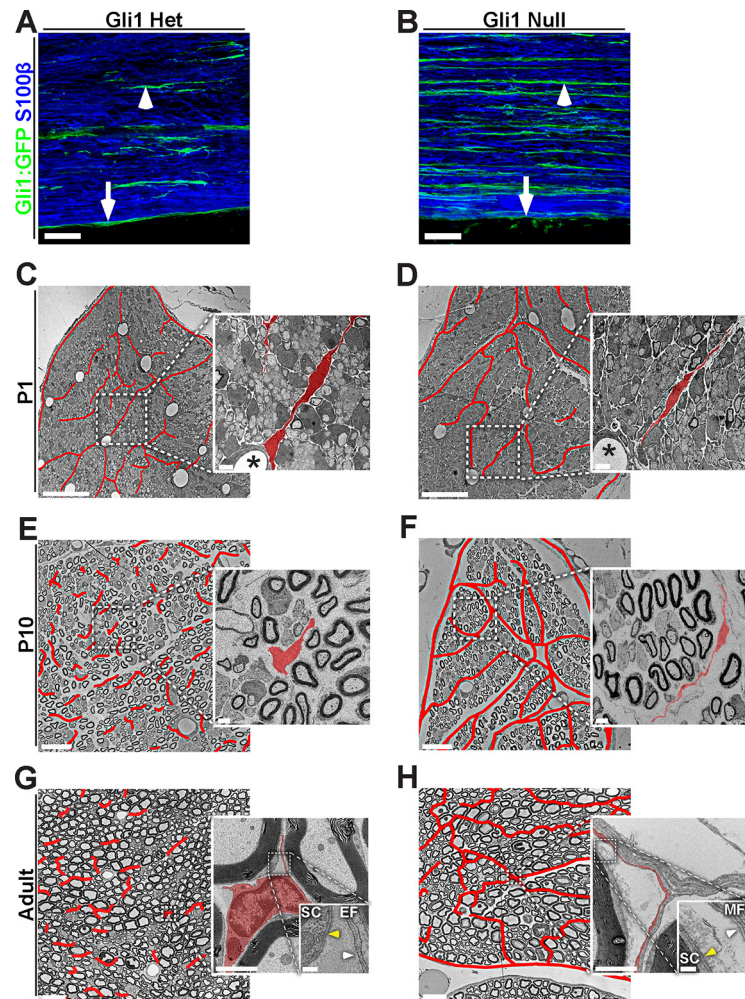 Gli1 Het
Gli1 Null
A
B
Gli1:GFP S100β
C
D
P1
*
*
E
F
P10
G
H
Adult
SC EF
MF
SC